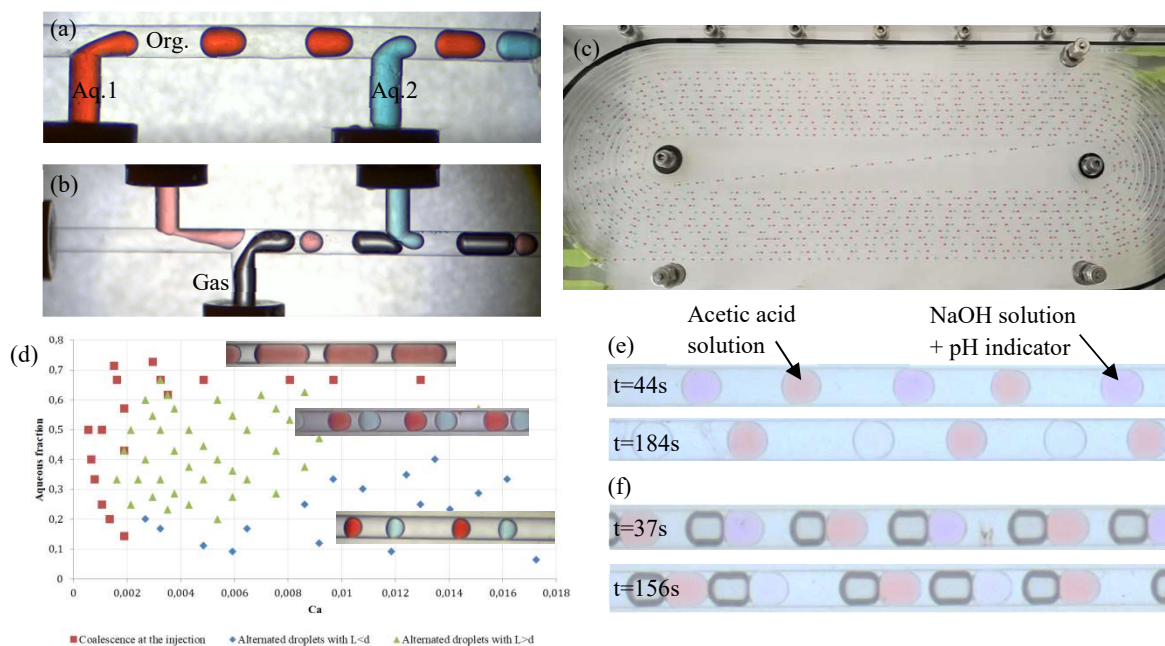 (a)
Org.
Aq.1
Aq.2
(b)
Gas
(c)
(d)
Aqueous fraction
0,8
0,7
0,6
0,5
0,4
0,3
0,2
0,1
0
0
0,002
0,004
0,006
0,008
0,01
0,012
0,014
0,016
0,018
Ca
Coalescence at the injection
Alternated droplets with L<d
Alternated droplets with L>d
Acetic acid
solution
NaOH solution
+ pH indicator
(e)
t=44s
t=184s
(f)
t=37s
t=156s